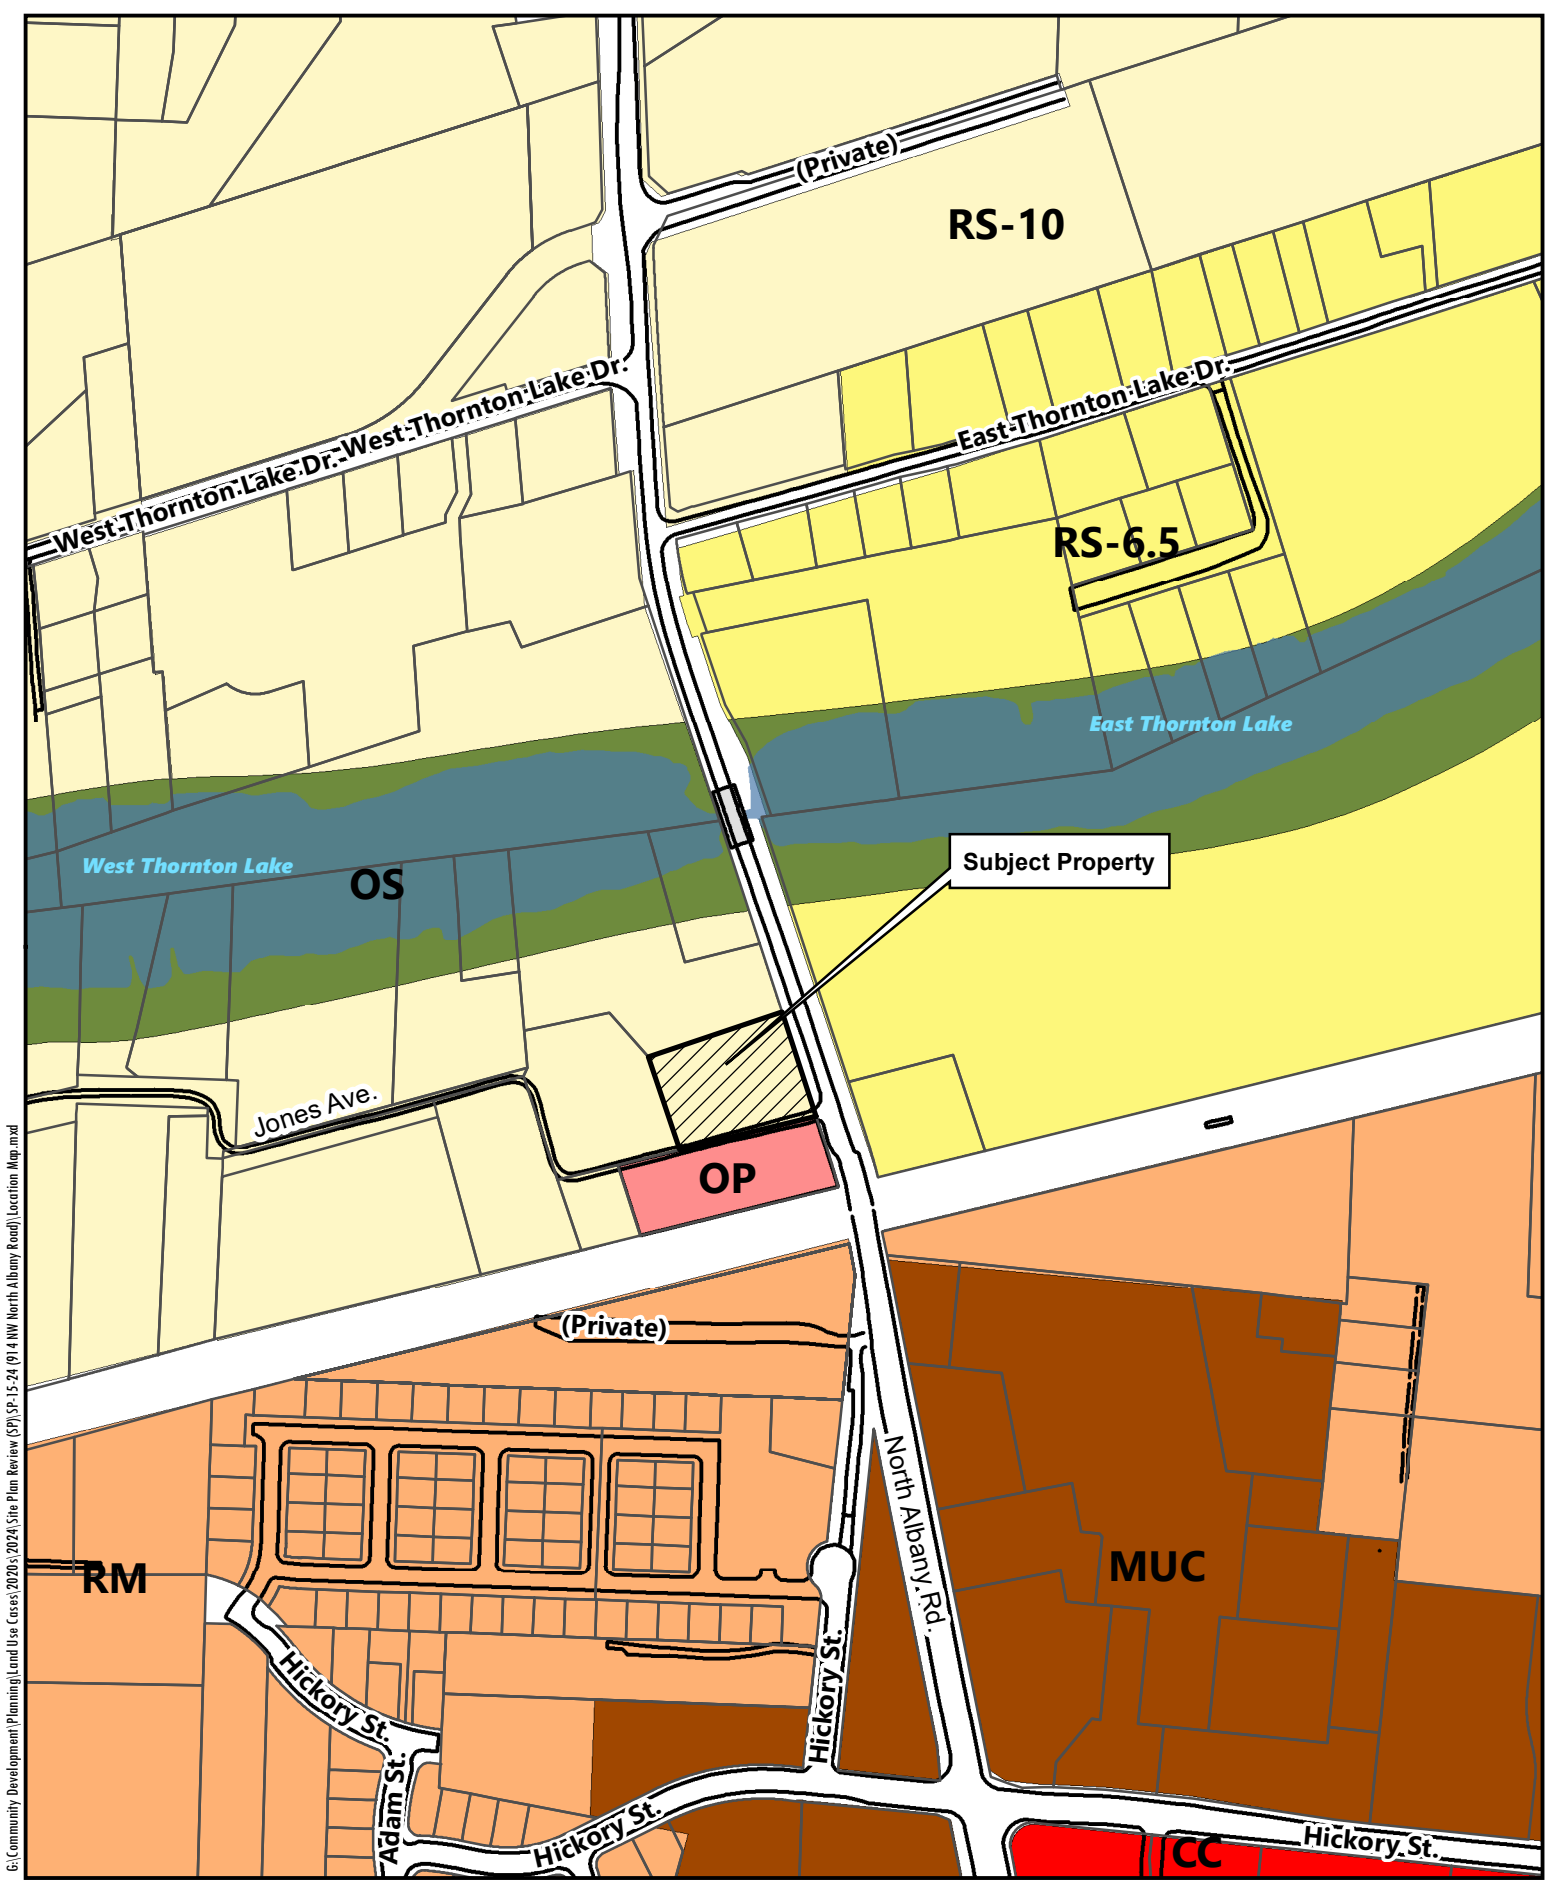 (Private)
RS-10
West Thornton Lake Dr.
West Thornton Lake Dr.
East Thornton Lake Dr.
RS-6.5
East Thornton Lake
Subject Property
West Thornton Lake
OS
Jones Ave.
OP
(Private)
North Albany Rd.
MUC
RM
Hickory St.
Hickory St.
Adam St.
Hickory St.
Hickory St.
CC
G:\Community Development\Planning\Land Use Cases\2020s\2024\Site Plan Review (SP)\SP-15-24 (914 NW North Albany Road)\Location Map.mxd